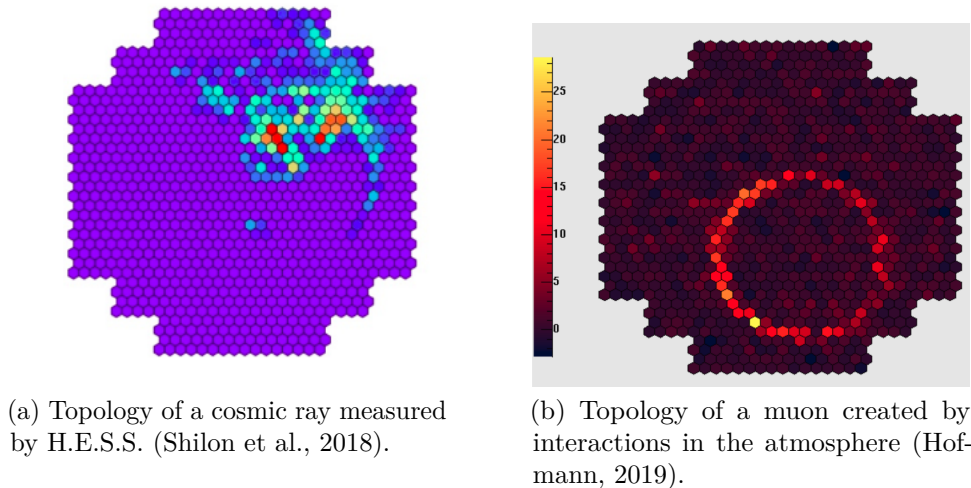 25
20
15
10
5
0
(a) Topology of a cosmic ray measured
by H.E.S.S. (Shilon et al., 2018).
(b) Topology of a muon created by
interactions in the atmosphere (Hof-
mann, 2019).